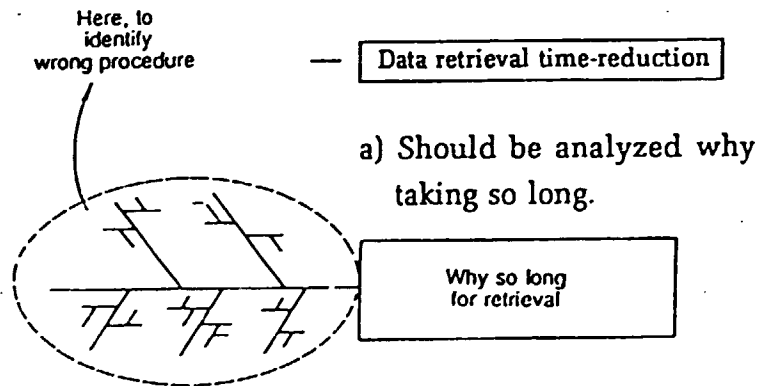 Here, to
identify
wrong procedure
— Data retrieval time-reduction
a) Should be analyzed why
taking so long.
Why so long
for retrieval